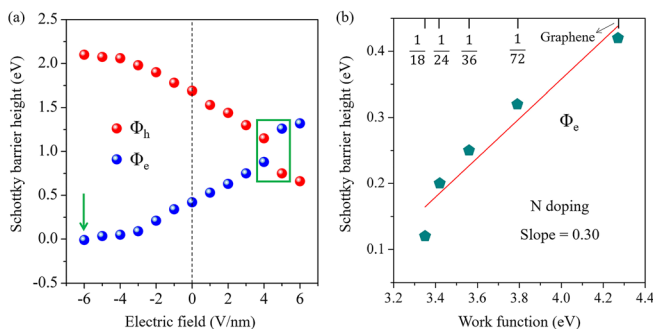 (a)
Schottky barrier height (eV)
2.5
2.0
1.5
1.0
0.5
0.0
-0.5
Φh
Φe
-6 -4 -2 0 2 4 6
Electric field (V/nm)
(b)
Schottky barrier height (eV)
0.4
0.3
0.2
0.1
1/18 1/24 1/36 1/72
Graphene
Φe
N doping
Slope = 0.30
3.2 3.4 3.6 3.8 4.0 4.2 4.4
Work function (eV)